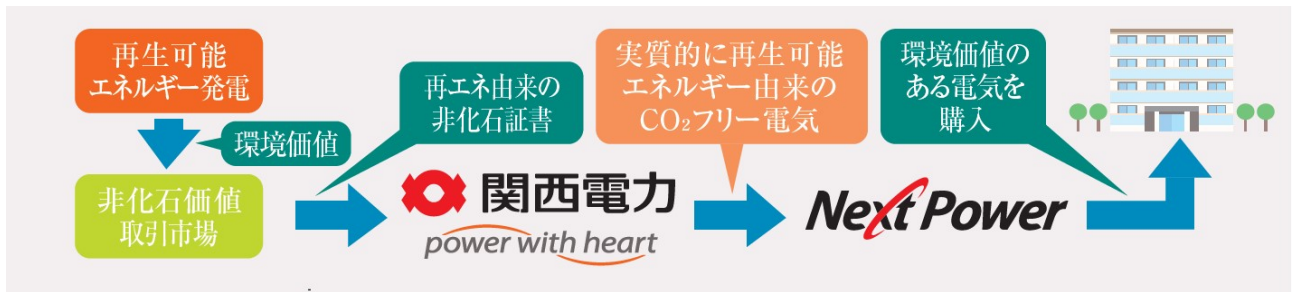 再生可能
エネルギー発電
環境価値
非化石価値
取引市場
再エネ由来の
非化石証書
関西電力
power with heart
実質的に再生可能
エネルギー由来の
CO₂フリー電気
Next Power
環境価値の
ある電気を
購入